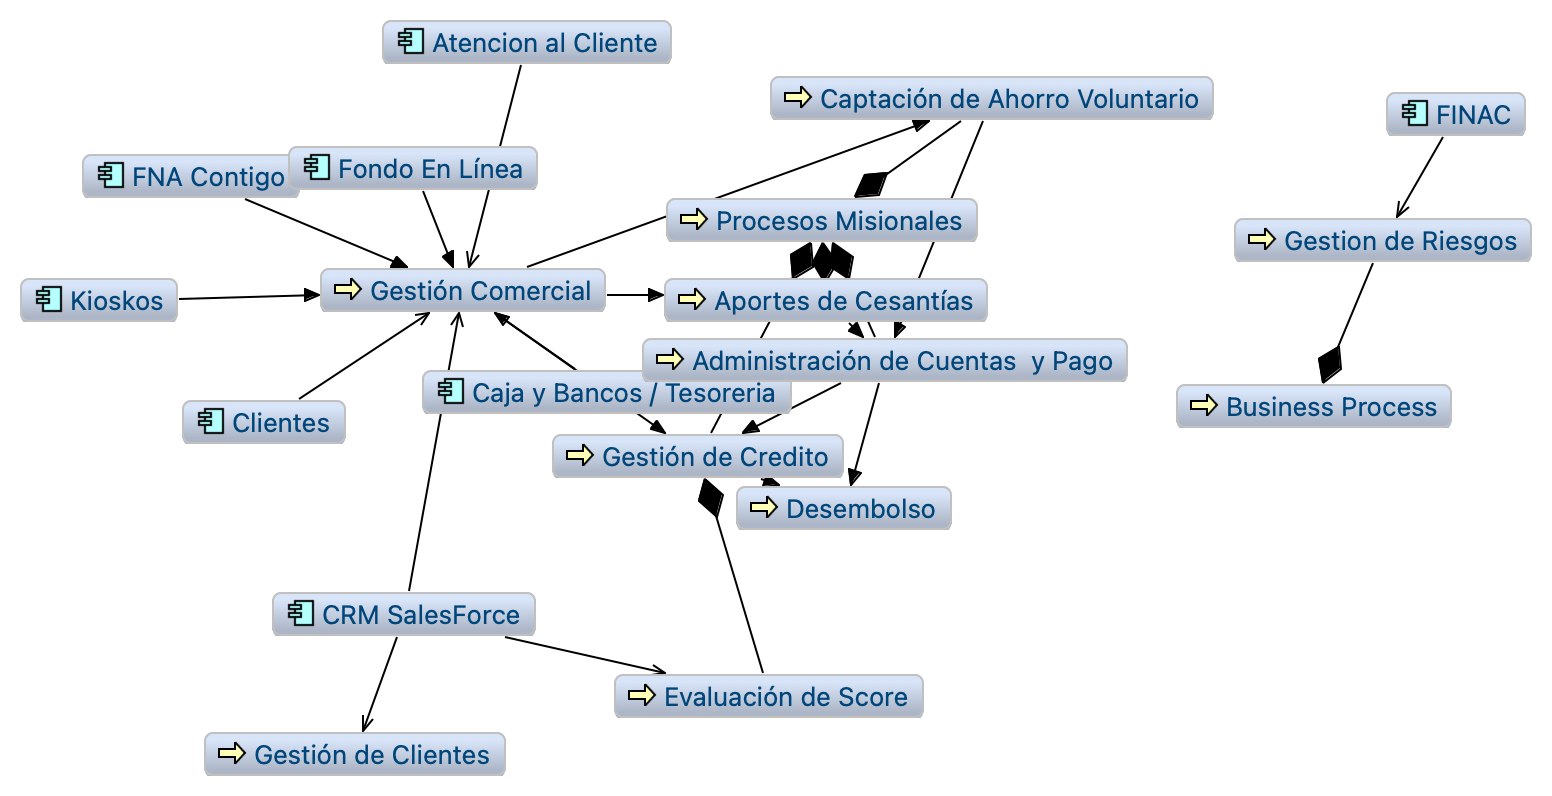 Atencion al Cliente
Captación de Ahorro Voluntario
FINAC
FNA Contigo
Fondo En Línea
Procesos Misionales
Gestion de Riesgos
Kioskos
Gestión Comercial
Aportes de Cesantías
Administración de Cuentas  y Pago
Caja y Bancos / Tesoreria
Business Process
Clientes
Gestión de Credito
Desembolso
CRM SalesForce
Evaluación de Score
Gestión de Clientes